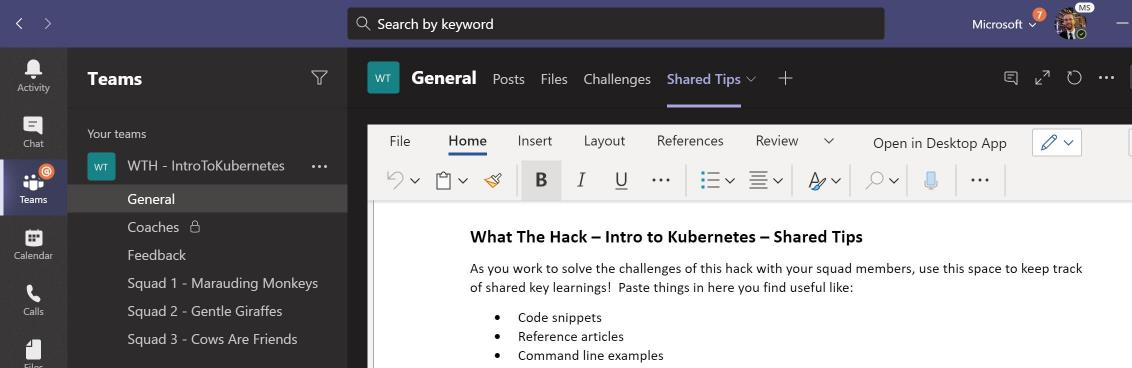 Search by keyword
Microsoft
7
MS
Activity
Chat
Teams
Calendar
Calls
Files
Teams
Your teams
WT WTH - IntroToKubernetes ...
General
Coaches
Feedback
Squad 1 - Marauding Monkeys
Squad 2 - Gentle Giraffes
Squad 3 - Cows Are Friends
WT General Posts Files Challenges Shared Tips
File Home Insert Layout References Review Open in Desktop App
B I U
What The Hack – Intro to Kubernetes – Shared Tips
As you work to solve the challenges of this hack with your squad members, use this space to keep track
of shared key learnings!  Paste things in here you find useful like:
• Code snippets
• Reference articles
• Command line examples